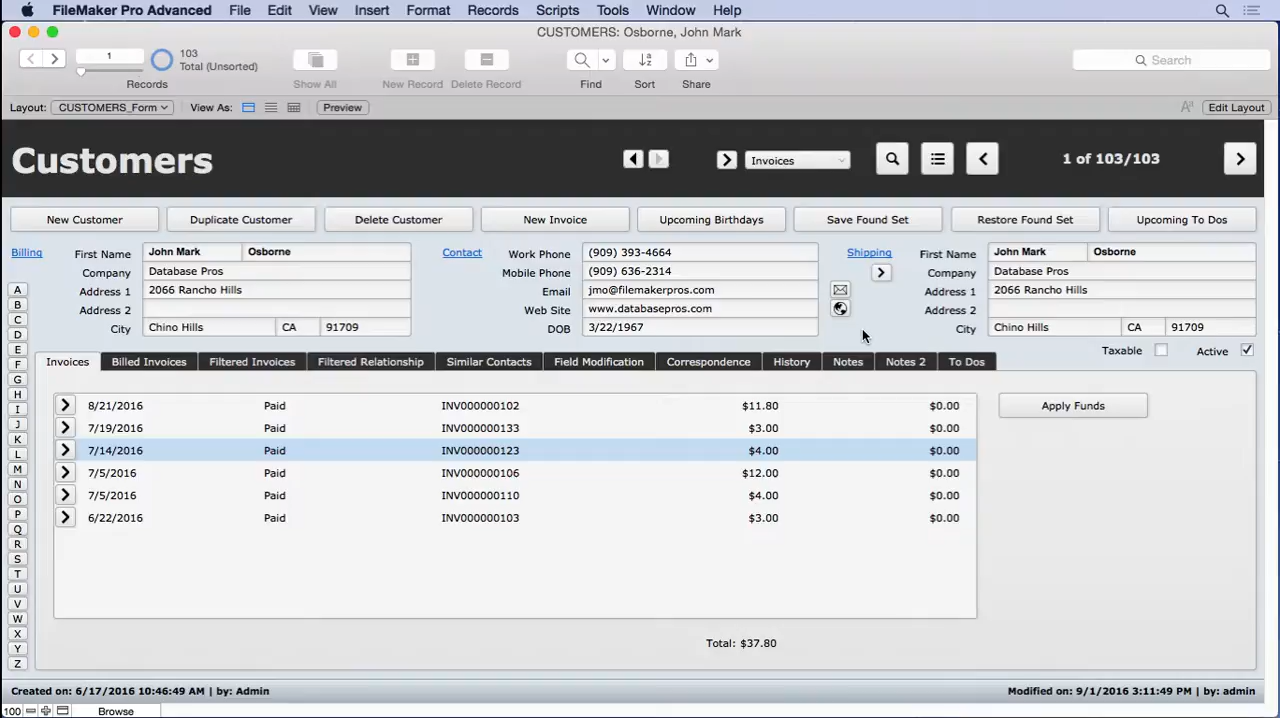 FileMaker Pro Advanced File Edit View Insert Format Records Scripts Tools Window Help
CUSTOMERS: Osborne, John Mark
1 103 Total (Unsorted)
Records Show All New Record Delete Record Find Sort Share Search
Layout: CUSTOMERS_Form View As: Preview Edit Layout
Customers Invoices 1 of 103/103
New Customer Duplicate Customer Delete Customer New Invoice Upcoming Birthdays Save Found Set Restore Found Set Upcoming To Dos
Billing First Name John Mark Osborne Contact Work Phone (909) 393-4664 Shipping First Name John Mark Osborne
Company Database Pros Mobile Phone (909) 636-2314 Company Database Pros
Address 1 2066 Rancho Hills Email jmo@filemakerpros.com Address 1 2066 Rancho Hills
Address 2 Web Site www.databasepros.com Address 2
City Chino Hills CA 91709 DOB 3/22/1967 City Chino Hills CA 91709
Taxable Active
Invoices Billed Invoices Filtered Invoices Filtered Relationship Similar Contacts Field Modification Correspondence History Notes Notes 2 To Dos
8/21/2016 Paid INV000000102 $11.80 $0.00 Apply Funds
7/19/2016 Paid INV000000133 $3.00 $0.00
7/14/2016 Paid INV000000123 $4.00 $0.00
7/5/2016 Paid INV000000106 $12.00 $0.00
7/5/2016 Paid INV000000110 $4.00 $0.00
6/22/2016 Paid INV000000103 $3.00 $0.00
Total: $37.80
A
B
C
D
E
F
G
H
I
J
K
L
M
N
O
P
Q
R
S
T
U
V
W
X
Y
Z
Created on: 6/17/2016 10:46:49 AM | by: Admin Modified on: 9/1/2016 3:11:49 PM | by: admin
100 Browse